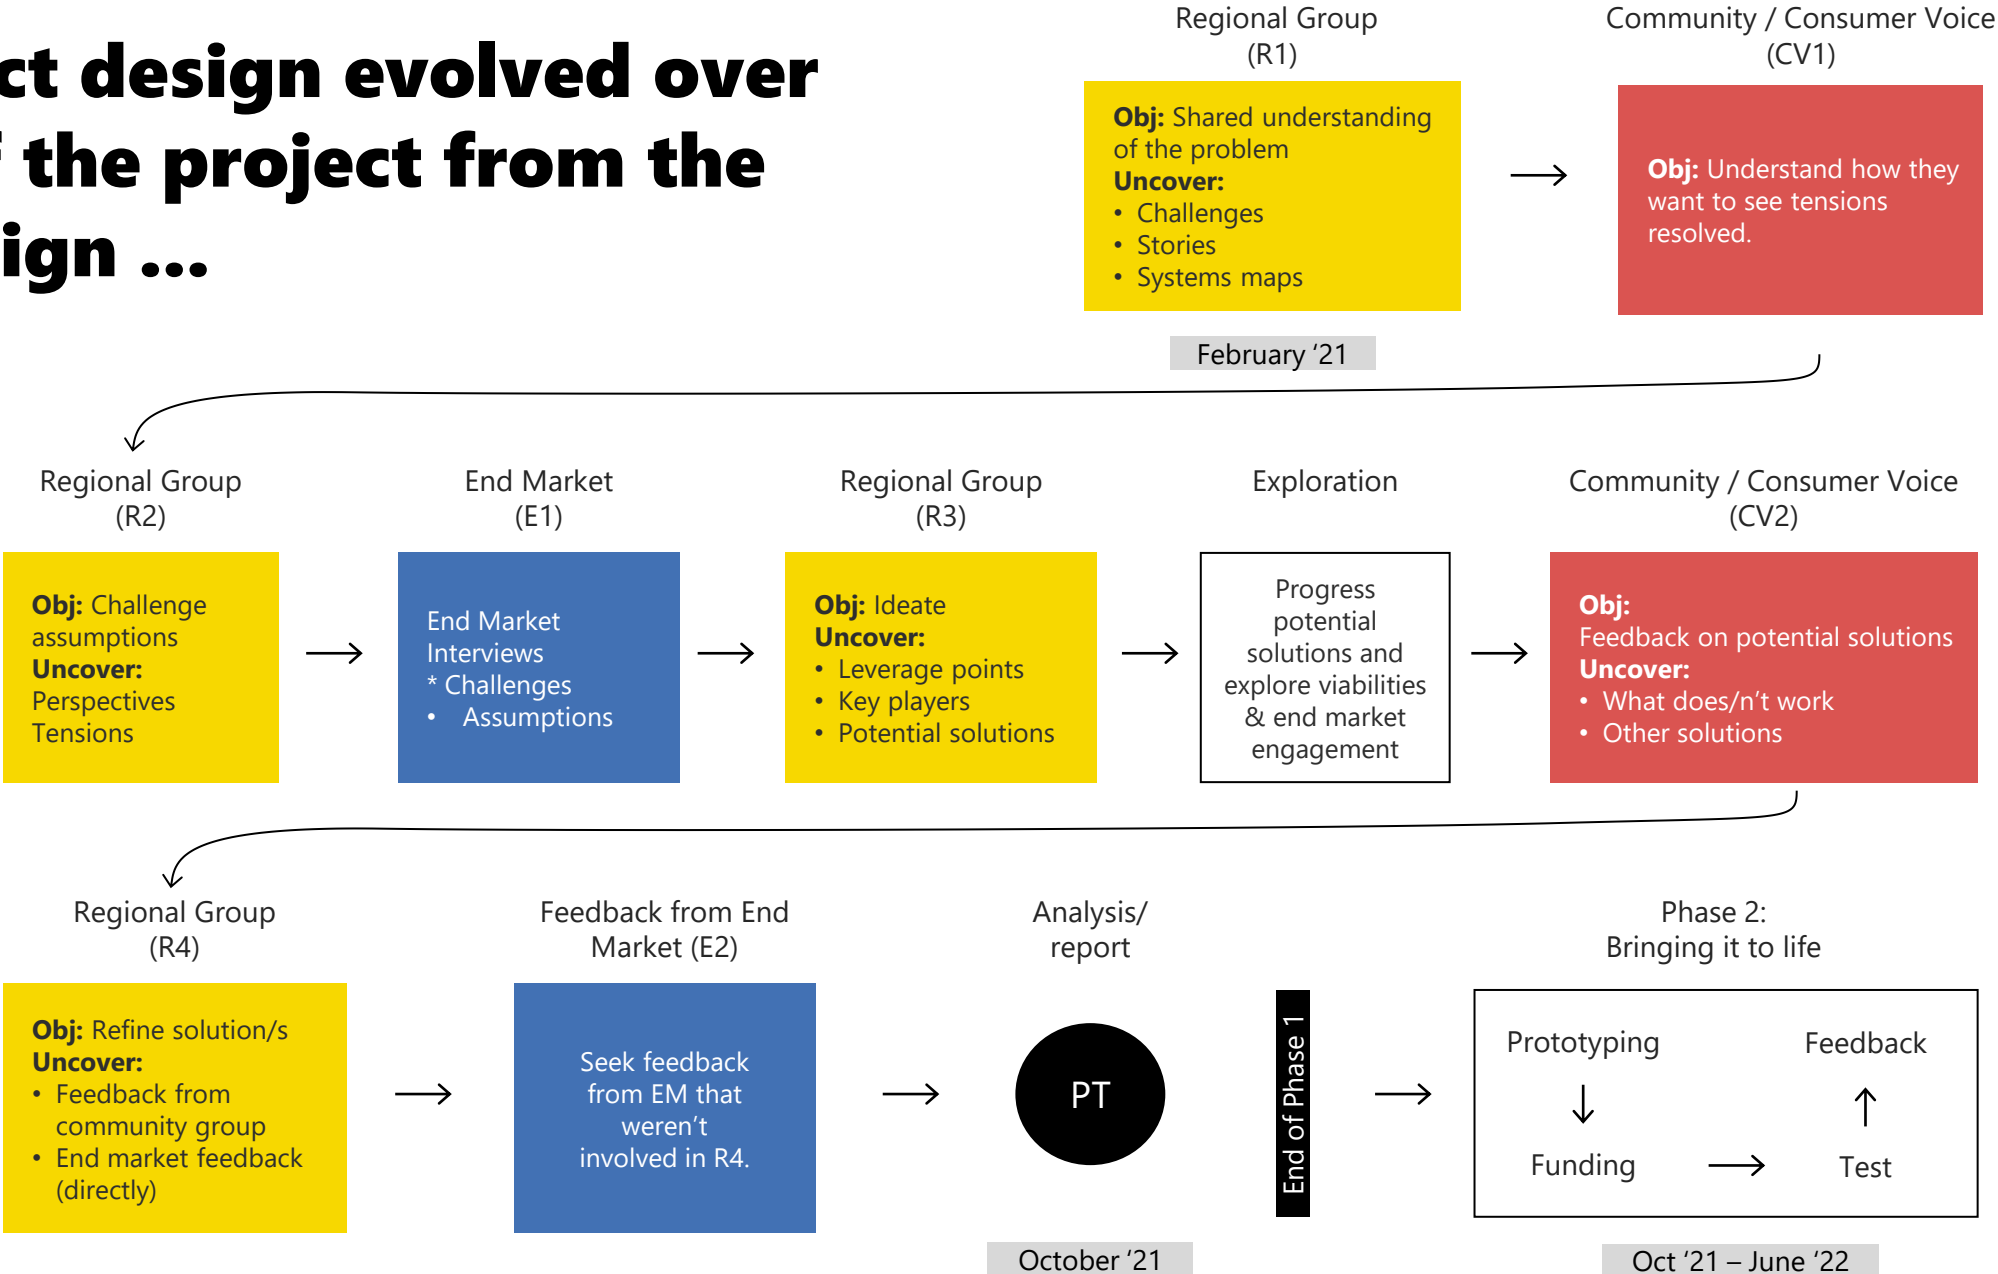 ct design evolved over
f the project from the
ign ...
Regional Group
(R1)
Community / Consumer Voice
(CV1)
Obj: Shared understanding
of the problem
Uncover:
• Challenges
• Stories
• Systems maps
Obj: Understand how they
want to see tensions
resolved.
February ‘21
Regional Group
(R2)
End Market
(E1)
Regional Group
(R3)
Exploration
Community / Consumer Voice
(CV2)
Obj: Challenge
assumptions
Uncover:
Perspectives
Tensions
End Market
Interviews
* Challenges
• Assumptions
Obj: Ideate
Uncover:
• Leverage points
• Key players
• Potential solutions
Progress
potential
solutions and
explore viabilities
& end market
engagement
Obj:
Feedback on potential solutions
Uncover:
• What does/n’t work
• Other solutions
Regional Group
(R4)
Feedback from End
Market (E2)
Analysis/
report
Phase 2:
Bringing it to life
Obj: Refine solution/s
Uncover:
• Feedback from
community group
• End market feedback
(directly)
Seek feedback
from EM that
weren’t
involved in R4.
PT
End of Phase 1
Prototyping
Feedback
Funding
Test
October ‘21
Oct ‘21 – June ‘22